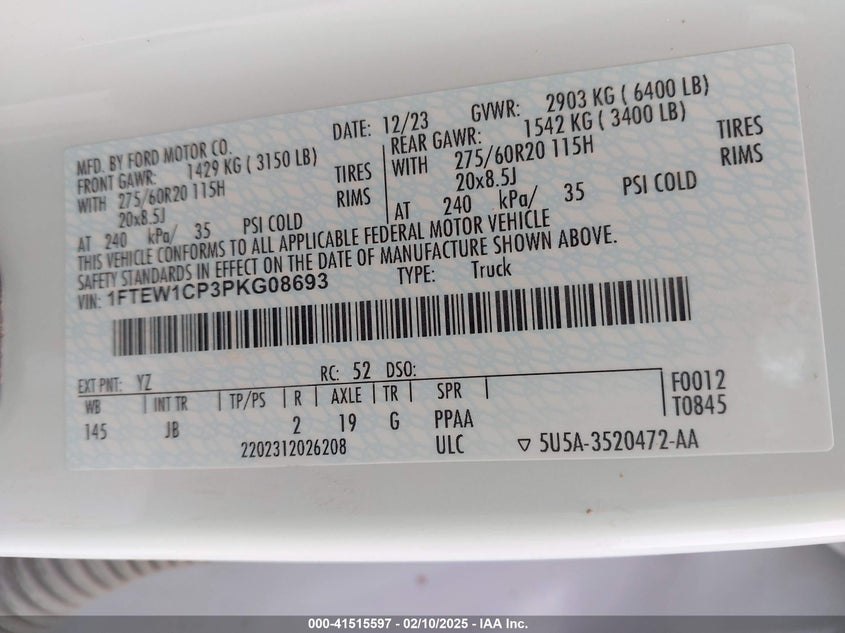 MFD. BY FORD MOTOR CO.
DATE: 12/23
GVWR: 2903 KG ( 6400 LB)
FRONT GAWR: 1429 KG ( 3150 LB)
REAR GAWR: 1542 KG ( 3400 LB)
WITH 275/60R20 115H TIRES
WITH 275/60R20 115H TIRES
20x8.5J RIMS
20x8.5J RIMS
AT 240 kPa/ 35 PSI COLD
AT 240 kPa/ 35 PSI COLD
THIS VEHICLE CONFORMS TO ALL APPLICABLE FEDERAL MOTOR VEHICLE
SAFETY STANDARDS IN EFFECT ON THE DATE OF MANUFACTURE SHOWN ABOVE.
VIN: 1FTEW1CP3PKG08693 TYPE: Truck
EXT PNT: YZ RC: 52 DSO:
WB INT TR TP/PS R AXLE TR SPR F0012
145 JB 2 19 G PPAA T0845
2202312026208 ULC ▽ 5U5A-3520472-AA
000-41515597 - 02/10/2025 - IAA Inc.